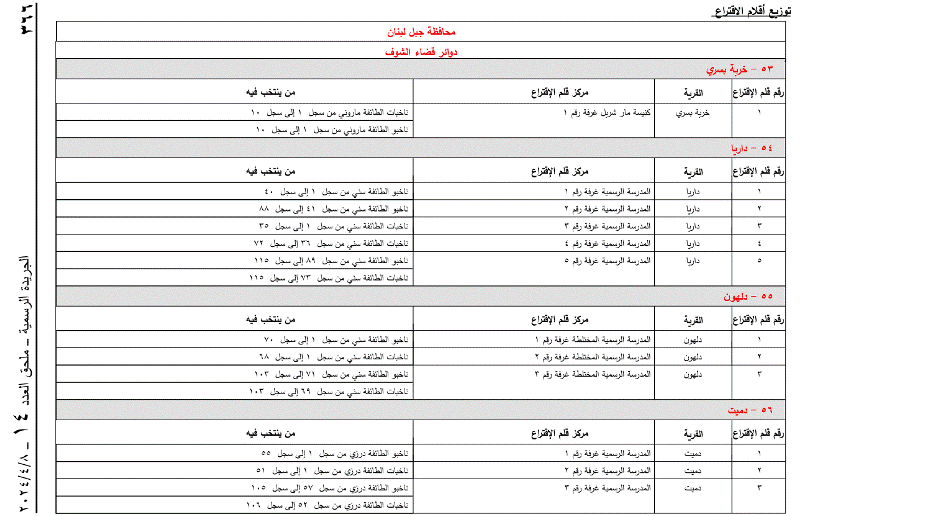 توزيع أقلام الاقتراع
محافظة جبل لبنان
دوائر قضاء الشوف
٥٣ - خربة بسري
رقم قلم الإقتراع القرية مركز قلم الإقتراع من ينتخب فيه
١ خربة بسري كنيسة مار شربل غرفة رقم ١ ناخبات الطائفة ماروني من سجل ١ إلى سجل ١٠
ناخبو الطائفة ماروني من سجل ١ إلى سجل ١٠
٥٤ - داريا
رقم قلم الإقتراع القرية مركز قلم الإقتراع من ينتخب فيه
١ داريا المدرسة الرسمية غرفة رقم ١ ناخبو الطائفة سني من سجل ١ إلى سجل ٤٠
٢ داريا المدرسة الرسمية غرفة رقم ٢ ناخبو الطائفة سني من سجل ٤١ إلى سجل ٨٨
٣ داريا المدرسة الرسمية غرفة رقم ٣ ناخبات الطائفة سني من سجل ١ إلى سجل ٣٥
٤ داريا المدرسة الرسمية غرفة رقم ٤ ناخبات الطائفة سني من سجل ٣٦ إلى سجل ٧٢
٥ داريا المدرسة الرسمية غرفة رقم ٥ ناخبو الطائفة سني من سجل ٨٩ إلى سجل ١١٥
ناخبات الطائفة سني من سجل ٧٣ إلى سجل ١١٥
٥٥ - دلهون
رقم قلم الإقتراع القرية مركز قلم الإقتراع من ينتخب فيه
١ دلهون المدرسة الرسمية المختلطة غرفة رقم ١ ناخبو الطائفة سني من سجل ١ إلى سجل ٧٠
٢ دلهون المدرسة الرسمية المختلطة غرفة رقم ٢ ناخبات الطائفة سني من سجل ١ إلى سجل ٦٨
٣ دلهون المدرسة الرسمية المختلطة غرفة رقم ٣ ناخبو الطائفة سني من سجل ٧١ إلى سجل ١٠٣
ناخبات الطائفة سني من سجل ٦٩ إلى سجل ١٠٣
٥٦ - دميت
رقم قلم الإقتراع القرية مركز قلم الإقتراع من ينتخب فيه
١ دميت المدرسة الرسمية غرفة رقم ١ ناخبو الطائفة درزي من سجل ١ إلى سجل ٥٥
٢ دميت المدرسة الرسمية غرفة رقم ٢ ناخبات الطائفة درزي من سجل ١ إلى سجل ٥١
٣ دميت المدرسة الرسمية غرفة رقم ٣ ناخبو الطائفة درزي من سجل ٥٧ إلى سجل ١٠٥
ناخبات الطائفة درزي من سجل ٥٢ إلى سجل ١٠٦
٣٦٦
الجريدة الرسمية - ملحق العدد ١٤ - ٢٠٢٤/٤/٨